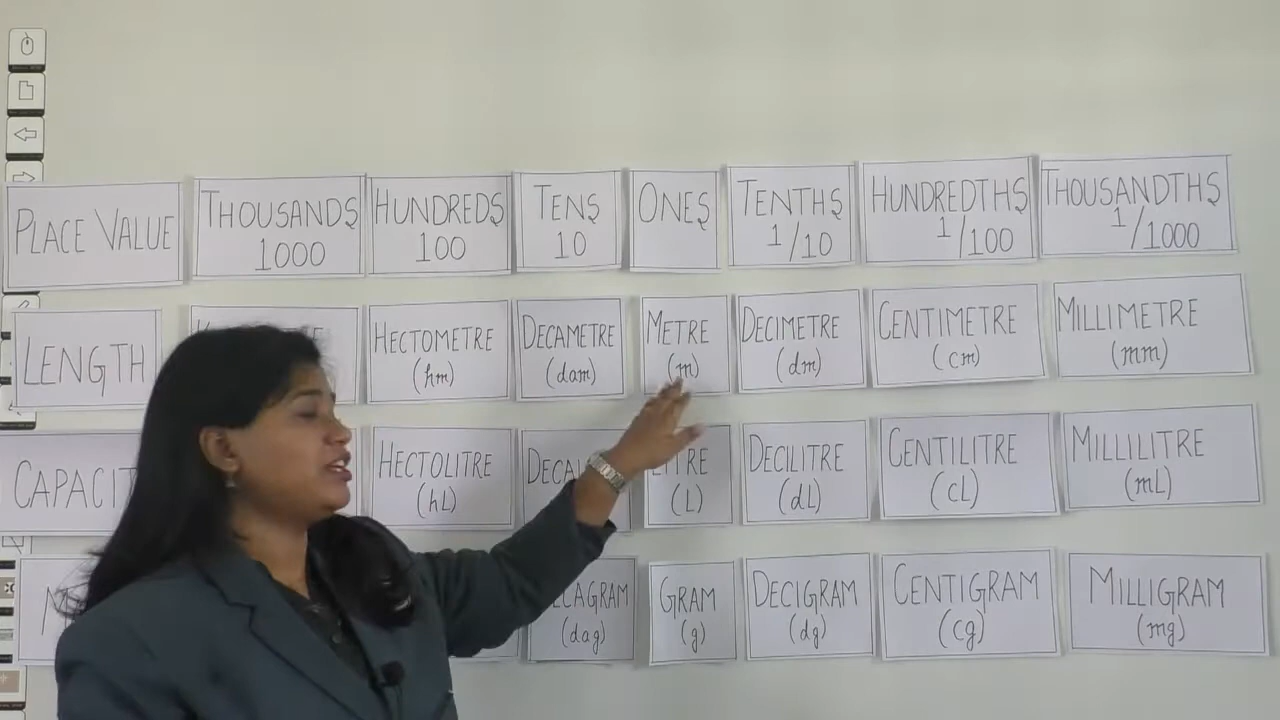 PLACE VALUE
THOUSANDS
1000
HUNDREDS
100
TENS
10
ONES
TENTHS
1/10
HUNDREDTHS
1/100
THOUSANDTHS
1/1000
LENGTH
HECTOMETRE
(hm)
DECAMETRE
(dam)
METRE
(m)
DECIMETRE
(dm)
CENTIMETRE
(cm)
MILLIMETRE
(mm)
CAPACIT
HECTOLITRE
(hL)
(L)
DECILITRE
(dL)
CENTILITRE
(cL)
MILLILITRE
(mL)
(dag)
GRAM
(g)
DECIGRAM
(dg)
CENTIGRAM
(cg)
MILLIGRAM
(mg)